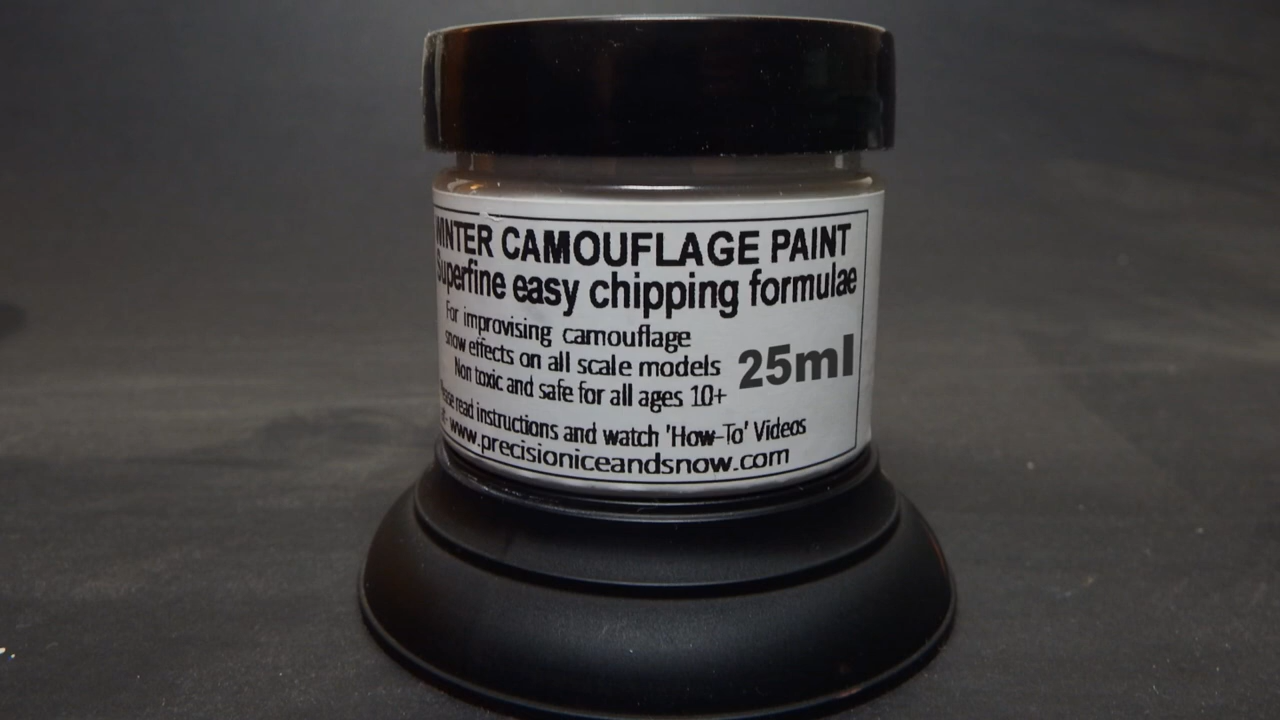 WINTER CAMOUFLAGE PAINT
Superfine easy chipping formulae
For improvising camouflage
snow effects on all scale models
25ml
Non toxic and safe for all ages 10+
Please read instructions and watch 'How-To' Videos
www.precisioniceandsnow.com